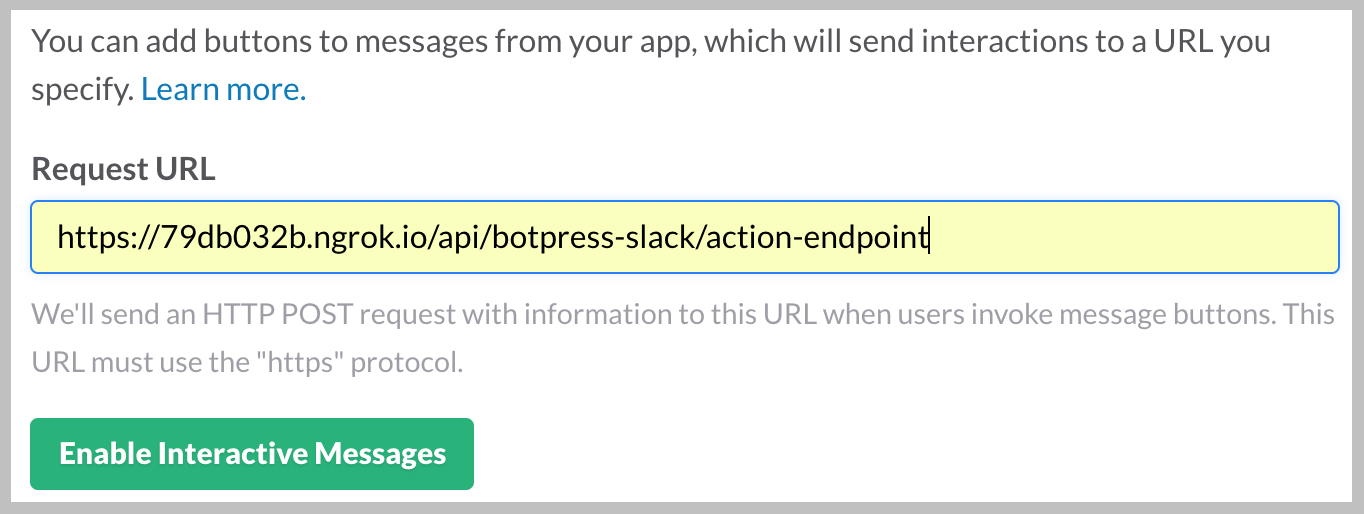 You can add buttons to messages from your app, which will send interactions to a URL you
specify. Learn more.
Request URL
https://79db032b.ngrok.io/api/botpress-slack/action-endpoint
We'll send an HTTP POST request with information to this URL when users invoke message buttons. This
URL must use the "https" protocol.
Enable Interactive Messages